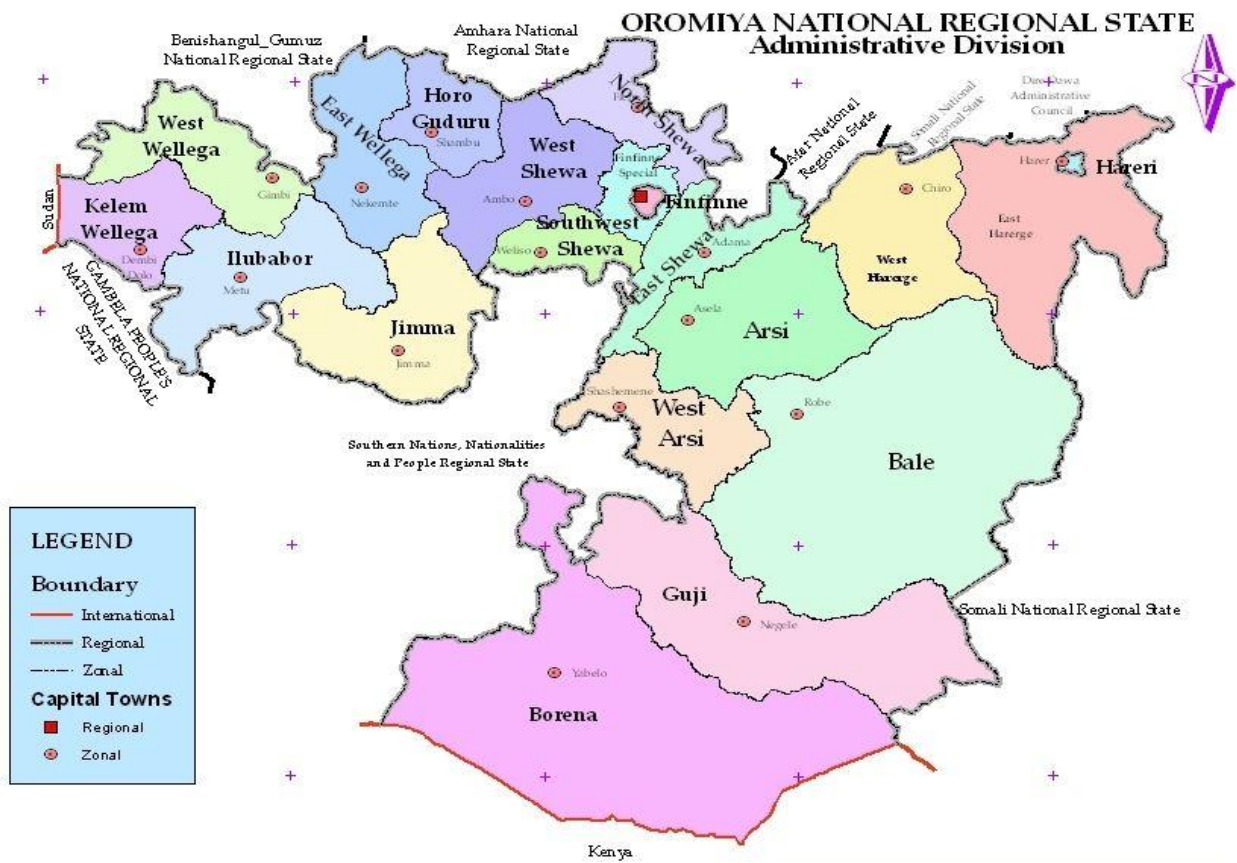 OROMIYA NATIONAL REGIONAL STATE
Administrative Division
Benishangul_Gumuz
National Regional State
Amhara National
Regional State
Afar National
Regional State
Somali National
Regional State
Dire Dawa
Administrative
Council
West
Wellega
Gimbi
East Wellega
Nekemte
Horo
Guduru
Shambu
West
Shewa
Ambo
North Shewa
Finfinne
Special
Finfinne
Southwest
Shewa
Weliso
East Shewa
Adama
Chiro
West
Harerge
Harer
Hareri
East
Harerge
Sudan
Kelem
Wellega
Dembi
Dolo
Ilubabor
Metu
GAMBELA PEOPLE'S
NATIONAL REGIONAL
STATE
Jimma
Jimma
Asela
Arsi
Shashemene
West
Arsi
Robe
Bale
Southern Nations, Nationalities
and People Regional State
Guji
Negele
Somali National Regional State
Yabelo
Borena
Kenya
LEGEND
Boundary
International
Regional
Zonal
Capital Towns
Regional
Zonal